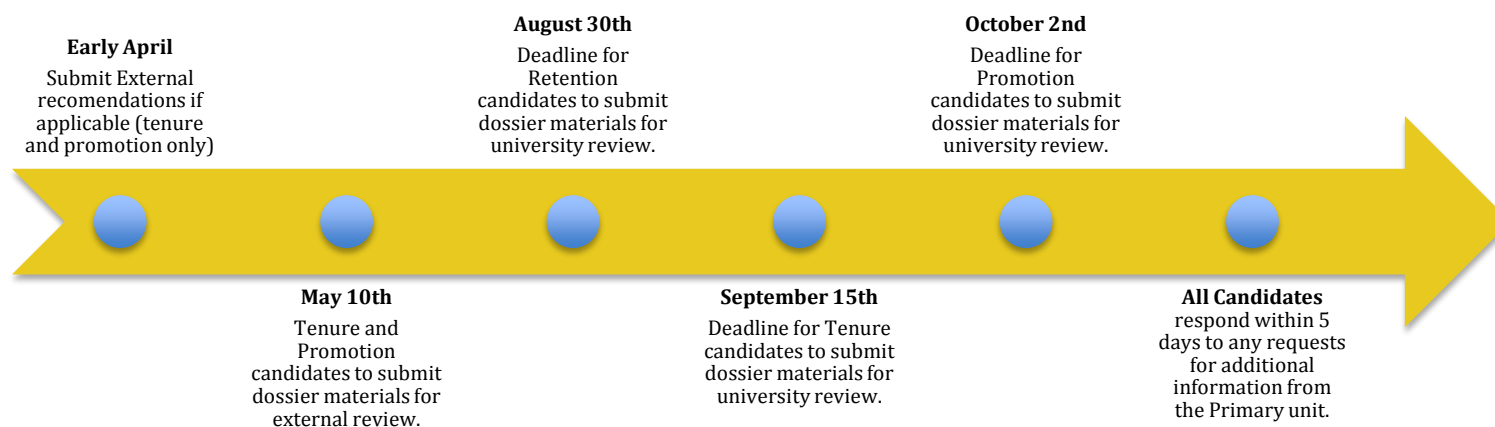 Early April
Submit External
recomendations if
applicable (tenure
and promotion only)
May 10th
Tenure and
Promotion
candidates to submit
dossier materials for
external review.
August 30th
Deadline for
Retention
candidates to submit
dossier materials for
university review.
September 15th
Deadline for Tenure
candidates to submit
dossier materials for
university review.
October 2nd
Deadline for
Promotion
candidates to submit
dossier materials for
university review.
All Candidates
respond within 5
days to any requests
for additional
information from
the Primary unit.